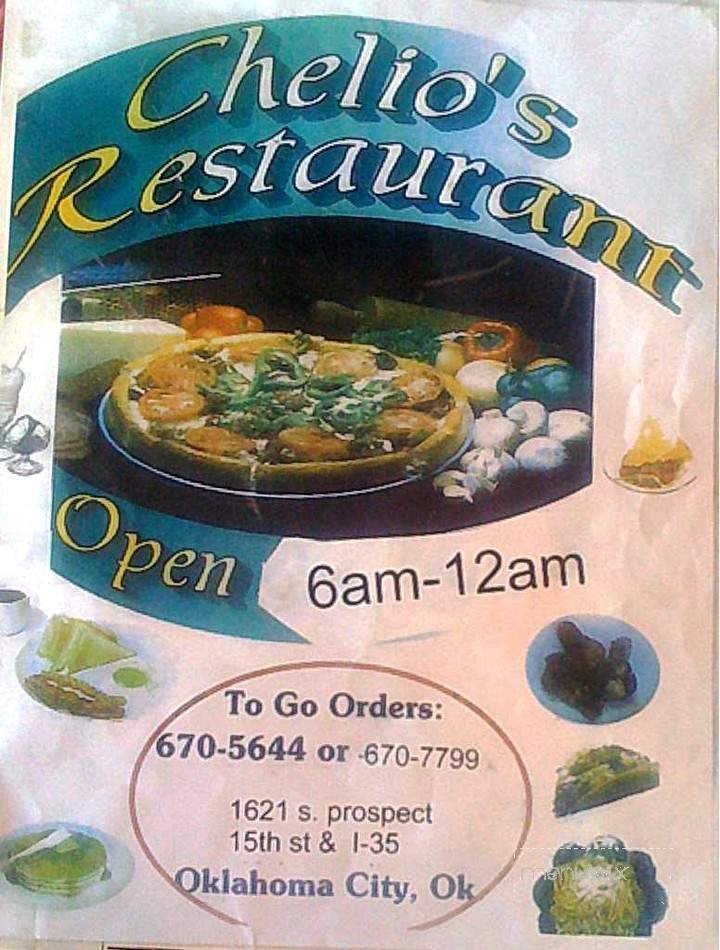 Chelio's
Restaurant
Open
6am-12am
To Go Orders:
670-5644 or -670-7799
1621 s. prospect
15th st & I-35
Oklahoma City, Ok